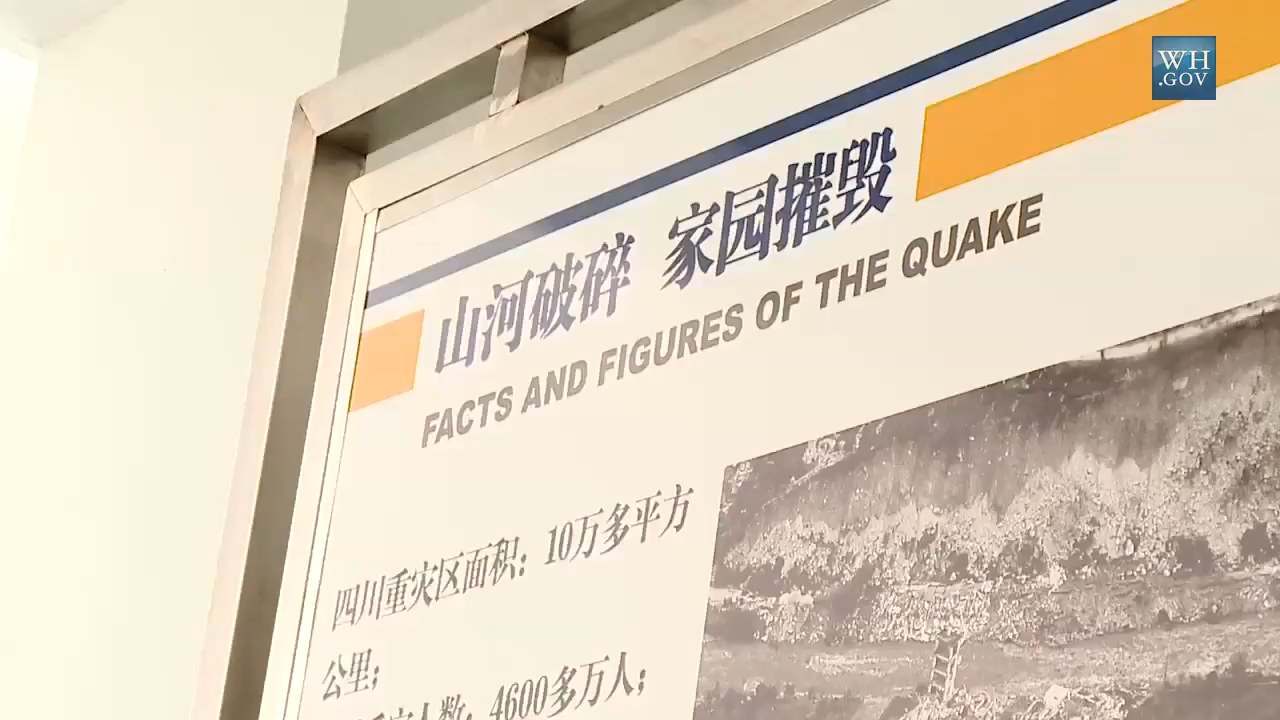 WH
.GOV
山河破碎 家园摧毁
FACTS AND FIGURES OF THE QUAKE
四川重灾区面积：10万多平方
公里；
人数：4600多万人；